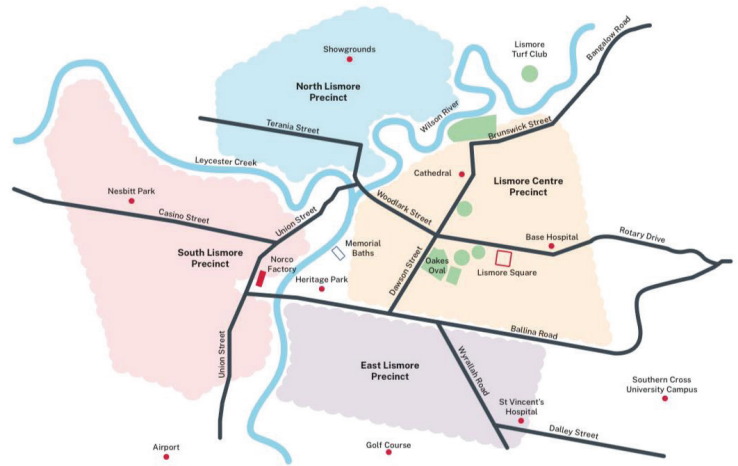 Showgrounds
North Lismore
Precinct
Lismore
Turf Club
Bangalow Road
Wilson River
Terania Street
Brunswick Street
Leycester Creek
Cathedral
Lismore Centre
Precinct
Nesbitt Park
Casino Street
Union Street
Woodlark Street
Base Hospital
Rotary Drive
South Lismore
Precinct
Norco
Factory
Memorial
Baths
Heritage Park
Dawson Street
Oakes
Oval
Lismore Square
Ballina Road
Union Street
East Lismore
Precinct
Wyrallah Road
St Vincent's
Hospital
Dalley Street
Southern Cross
University Campus
Airport
Golf Course